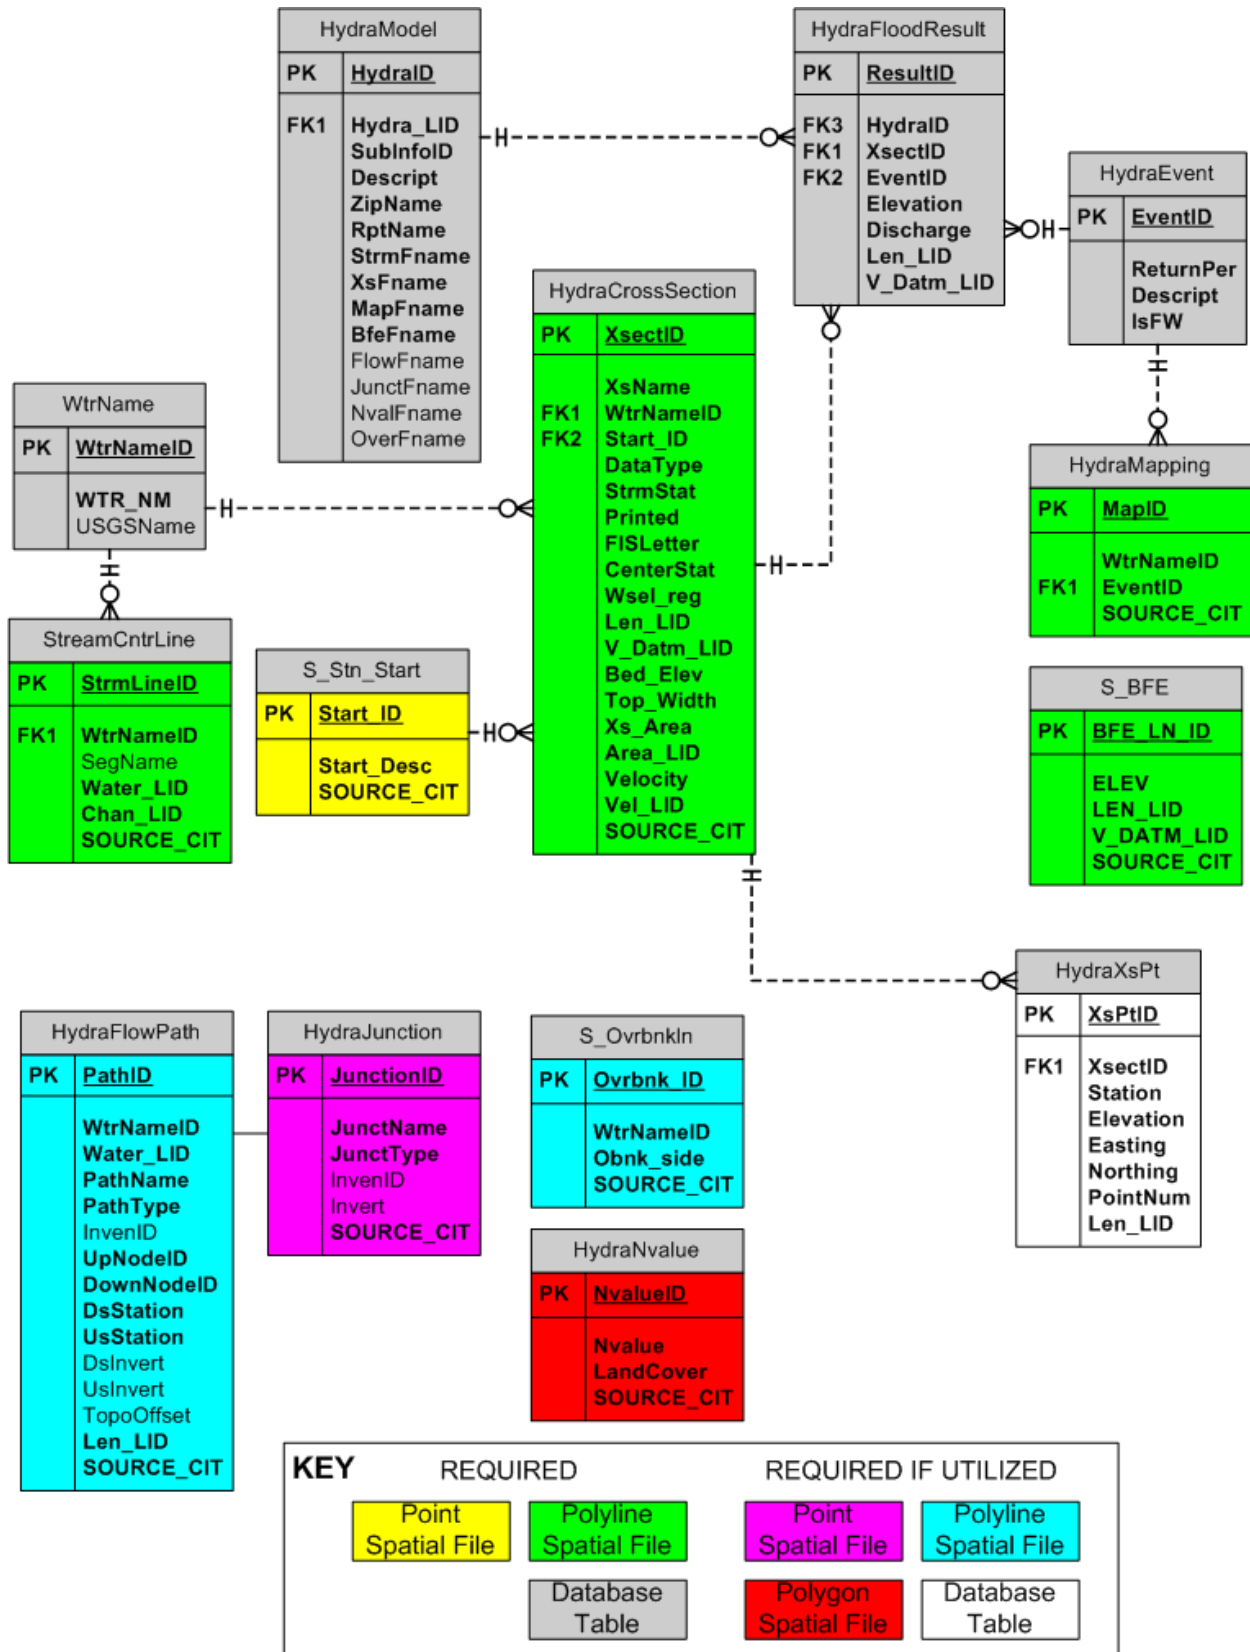 HydraModel
PK HydraID
FK1 Hydra_LID
SubInfoID
Descript
ZipName
RptName
StrmFname
XsFname
MapFname
BfeFname
FlowFname
JunctFname
NvalFname
OverFname
HydraFloodResult
PK ResultID
FK3 HydraID
FK1 XsectID
FK2 EventID
Elevation
Discharge
Len_LID
V_Datm_LID
HydraEvent
PK EventID
ReturnPer
Descript
IsFW
HydraCrossSection
PK XsectID
XsName
FK1 WtrNameID
FK2 Start_ID
DataType
StrmStat
Printed
FISLetter
CenterStat
Wsel_reg
Len_LID
V_Datm_LID
Bed_Elev
Top_Width
Xs_Area
Area_LID
Velocity
Vel_LID
SOURCE_CIT
WtrName
PK WtrNameID
WTR_NM
USGSName
HydraMapping
PK MapID
WtrNameID
FK1 EventID
SOURCE_CIT
StreamCntrLine
PK StrmLineID
FK1 WtrNameID
SegName
Water_LID
Chan_LID
SOURCE_CIT
S_Stn_Start
PK Start_ID
Start_Desc
SOURCE_CIT
S_BFE
PK BFE_LN_ID
ELEV
LEN_LID
V_DATM_LID
SOURCE_CIT
HydraXsPt
PK XsPtID
FK1 XsectID
Station
Elevation
Easting
Northing
PointNum
Len_LID
HydraFlowPath
PK PathID
WtrNameID
Water_LID
PathName
PathType
InvenID
UpNodeID
DownNodeID
DsStation
UsStation
DsInvert
UsInvert
TopoOffset
Len_LID
SOURCE_CIT
HydraJunction
PK JunctionID
JunctName
JunctType
InvenID
Invert
SOURCE_CIT
S_Ovrbnkln
PK Ovrbnk_ID
WtrNameID
Obnk_side
SOURCE_CIT
HydraNvalue
PK NvalueID
Nvalue
LandCover
SOURCE_CIT
KEY REQUIRED REQUIRED IF UTILIZED
Point
Spatial File
Polyline
Spatial File
Point
Spatial File
Polyline
Spatial File
Database
Table
Polygon
Spatial File
Database
Table